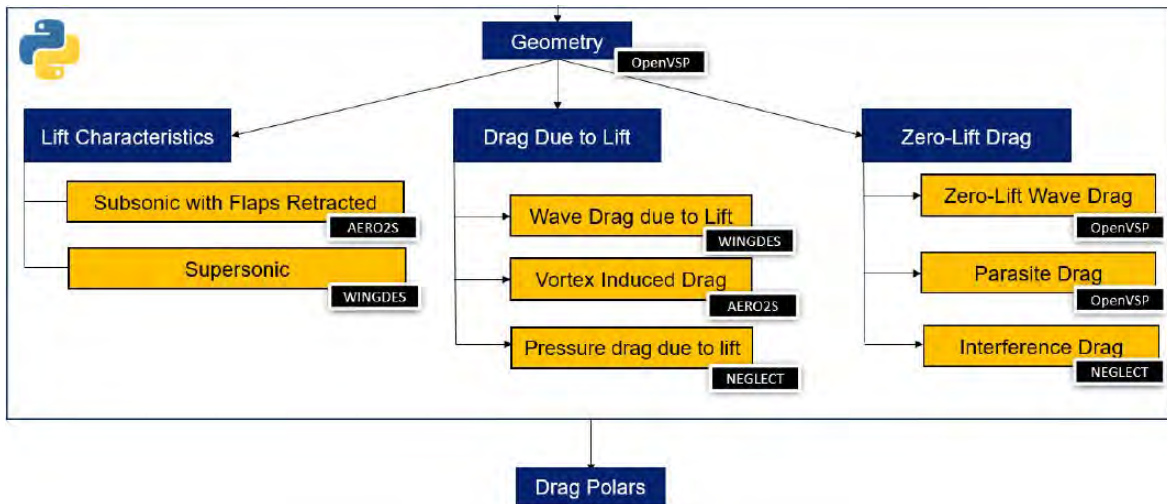 Geometry
OpenVSP
Lift Characteristics
Subsonic with Flaps Retracted
AERO2S
Supersonic
WINGDES
Drag Due to Lift
Wave Drag due to Lift
WINGDES
Vortex Induced Drag
AERO2S
Pressure drag due to lift
NEGLECT
Zero-Lift Drag
Zero-Lift Wave Drag
OpenVSP
Parasite Drag
OpenVSP
Interference Drag
NEGLECT
Drag Polars